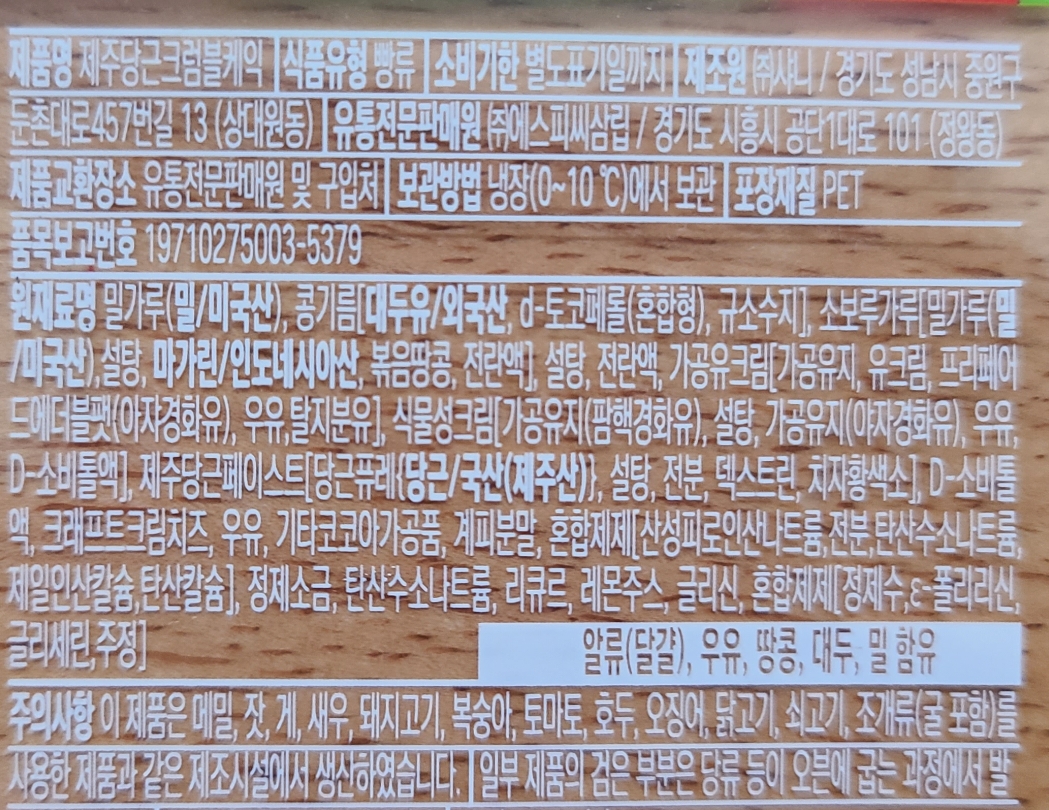 제품명 제주당근크럼블케익 식품유형 빵류 소비기한 별도표기일까지 제조원 ㈜샤니 / 경기도 성남시 중원구
둔촌대로457번길 13 (상대원동) 유통전문판매원 ㈜에스피씨삼립 / 경기도 시흥시 공단1대로 101 (정왕동)
제품교환장소 유통전문판매원 및 구입처 보관방법 냉장(0~10 ℃)에서 보관 포장재질 PET
품목보고번호 19710275003-5379
원재료명 밀가루(밀/미국산), 콩기름[대두유/외국산, d-토코페롤(혼합형), 규소수지], 소보루가루[밀가루(밀
/미국산),설탕, 마가린/인도네시아산, 볶음땅콩, 전란액], 설탕, 전란액, 가공유크림[가공유지, 유크림, 프리페어
드에더블팻(야자경화유), 우유,탈지분유], 식물성크림[가공유지(팜핵경화유), 설탕, 가공유지(야자경화유), 우유,
D-소비톨액], 제주당근페이스트[당근퓨레{당근/국산(제주산)}, 설탕, 전분, 덱스트린, 치자황색소], D-소비톨
액, 크래프트크림치즈, 우유, 기타코코아가공품, 계피분말, 혼합제제[산성피로인산나트륨,전분,탄산수소나트륨,
제일인산칼슘,탄산칼슘], 정제소금, 탄산수소나트륨, 리큐르, 레몬주스, 글리신, 혼합제제[정제수,ε-폴리리신,
글리세린,주정]
알류(달걀), 우유, 땅콩, 대두, 밀 함유
주의사항 이 제품은 메밀, 잣, 게, 새우, 돼지고기, 복숭아, 토마토, 호두, 오징어, 닭고기, 쇠고기, 조개류(굴 포함)를
사용한 제품과 같은 제조시설에서 생산하였습니다. 일부 제품의 검은 부분은 당류 등이 오븐에 굽는 과정에서 발